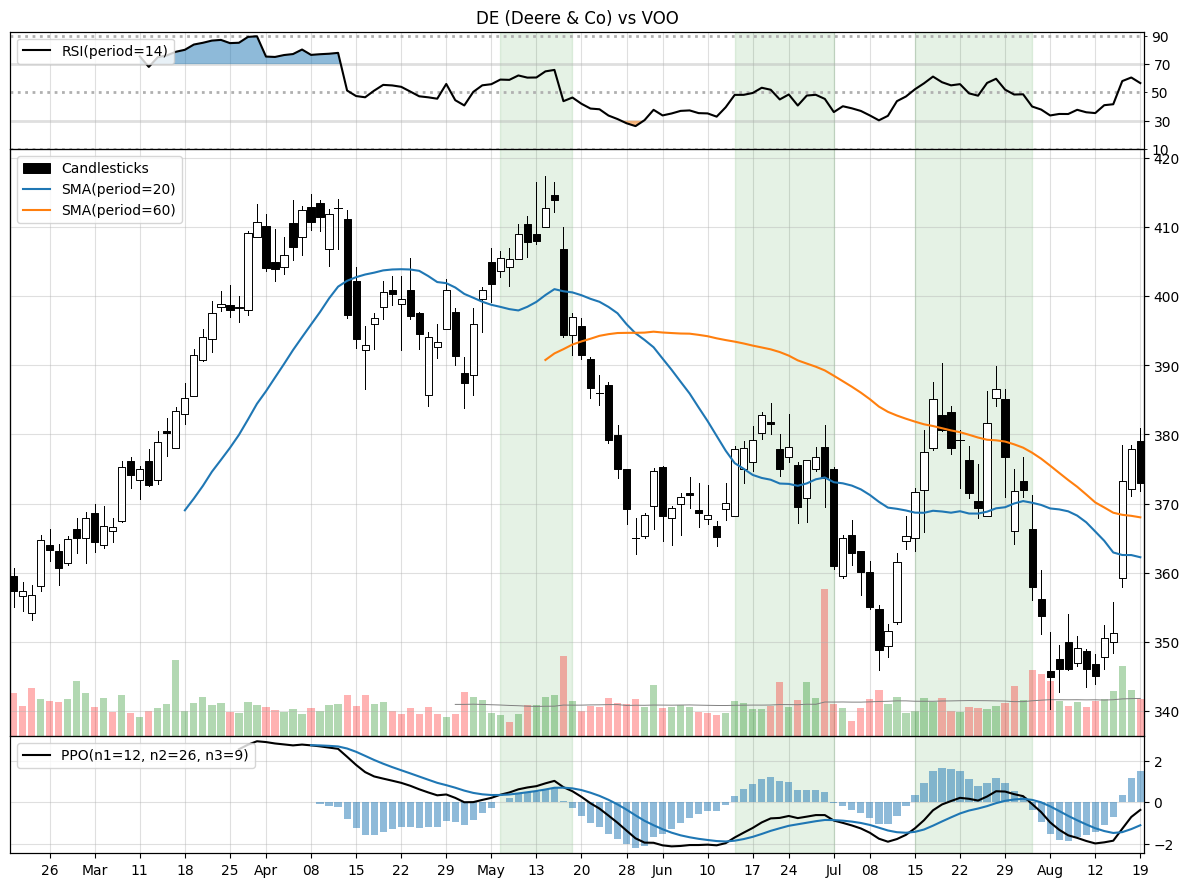 DE (Deere & Co) vs VOO
RSI(period=14)
90
70
50
30
10
Candlesticks
SMA(period=20)
SMA(period=60)
420
410
400
390
380
370
360
350
340
PPO(n1=12, n2=26, n3=9)
2
0
−2
26 Mar 11 18 25 Apr 08 15 22 29 May 13 20 28 Jun 10 17 24 Jul 08 15 22 29 Aug 12 19